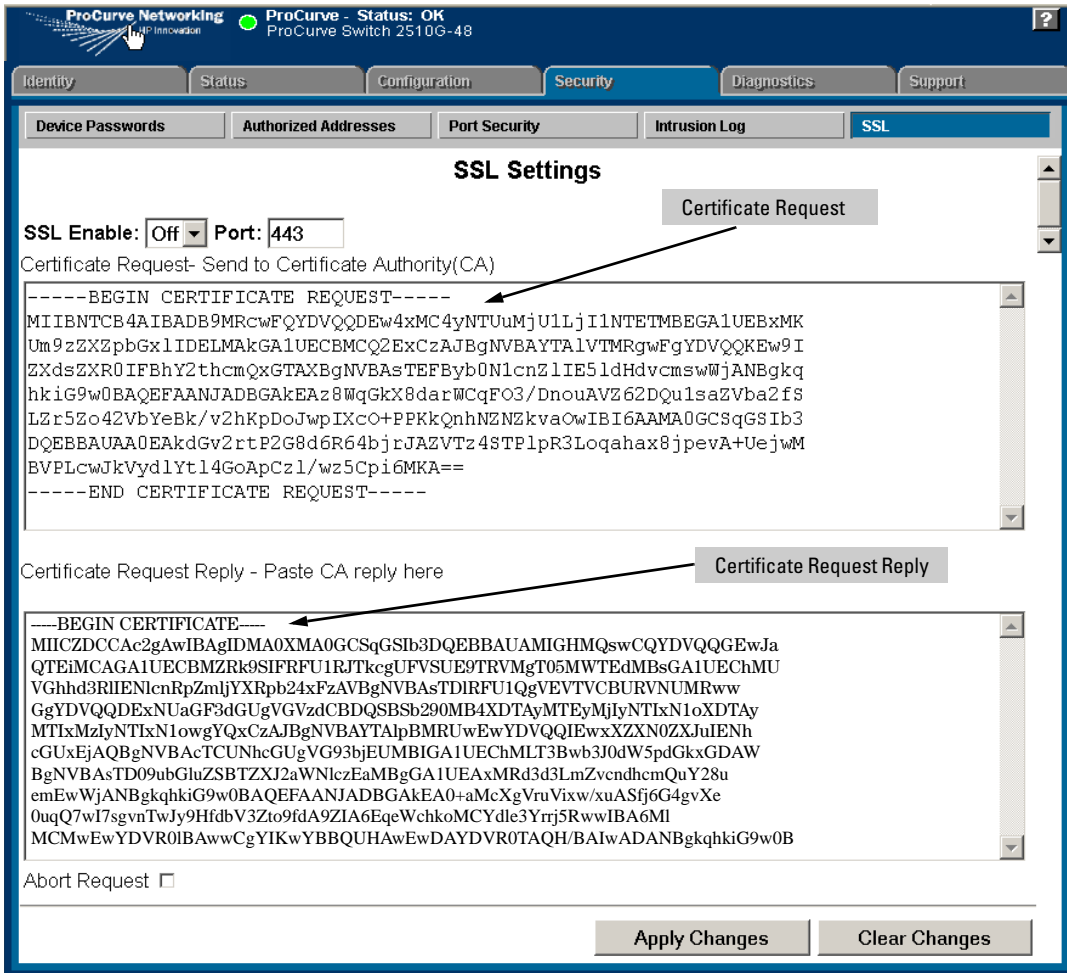 ProCurve Networking
HP Innovation
ProCurve - Status: OK
ProCurve Switch 2510G-48
?
Identity
Status
Configuration
Security
Diagnostics
Support
Device Passwords
Authorized Addresses
Port Security
Intrusion Log
SSL
SSL Settings
Certificate Request
SSL Enable: Off Port: 443
Certificate Request- Send to Certificate Authority(CA)
-----BEGIN CERTIFICATE REQUEST-----
MIIBNTCB4AIBADB9MRcwFQYDVQQDEw4xMC4yNTUuMjU1LjI1NTETMBEGA1UEBxMK
Um9zZXZpbGxlIDELMAkGA1UECBMCQ2ExCzAJBgNVBAYTAlVTMRgwFgYDVQQKEw9I
ZXdsZXR0IFBhY2thcmQxGTAXBgNVBAsTEFByb0N1cnZlIE5ldHdvcmswWjANBgkq
hkiG9w0BAQEFAANJADBGAkEAz8WqGkX8darWCqFO3/DnouAVZ62DQu1saZVba2fS
LZr5Zo42VbYeBk/v2hKpDoJwpIXcO+PPKkQnhNZNZkvaOwIBI6AAMA0GCSqGSIb3
DQEBBAUAA0EAkdGv2rtP2G8d6R64bjrJAZVTz4STPlpR3Loqahax8jpevA+UejwM
BVPLcwJkVydlYtl4GoApCzl/wz5Cpi6MKA==
-----END CERTIFICATE REQUEST-----
Certificate Request Reply
Certificate Request Reply - Paste CA reply here
-----BEGIN CERTIFICATE-----
MIICZDCCAc2gAwIBAgIDMA0XMA0GCSqGSIb3DQEBBAUAMIGHMQswCQYDVQQGEwJa
QTEiMCAGA1UECBMZRk9SIFRFU1RJTkcgUFVSUE9TRVMgT05MWTEdMBsGA1UEChMU
VGhhd3RlIENlcnRpZmljYXRpb24xFzAVBgNVBAsTDlRFU1QgVEVTVCBURVNUMRww
GgYDVQQDExNUaGF3dGUgVGVzdCBDQSBSb290MB4XDTAyMTEyMjIyNTIxN1oXDTAy
MTIxMzIyNTIxN1owgYQxCzAJBgNVBAYTAlpBMRUwEwYDVQQIEwxXZXN0ZXJuIENh
cGUxEjAQBgNVBAcTCUNhcGUgVG93bjEUMBIGA1UEChMLT3Bwb3J0dW5pdGkxGDAW
BgNVBAsTD09ubGluZSBTZXJ2aWNlczEaMBgGA1UEAxMRd3d3LmZvcndhcmQuY28u
emEwWjANBgkqhkiG9w0BAQEFAANJADBGAkEA0+aMcXgVruVixw/xuASfj6G4gvXe
0uqQ7wI7sgvnTwJy9HfdbV3Zto9fdA9ZIA6EqeWchkoMCYdle3Yrrj5RwwIBA6Ml
MCMwEwYDVR0lBAwwCgYIKwYBBQUHAwEwDAYDVR0TAQH/BAIwADANBgkqhkiG9w0B
Abort Request
Apply Changes
Clear Changes